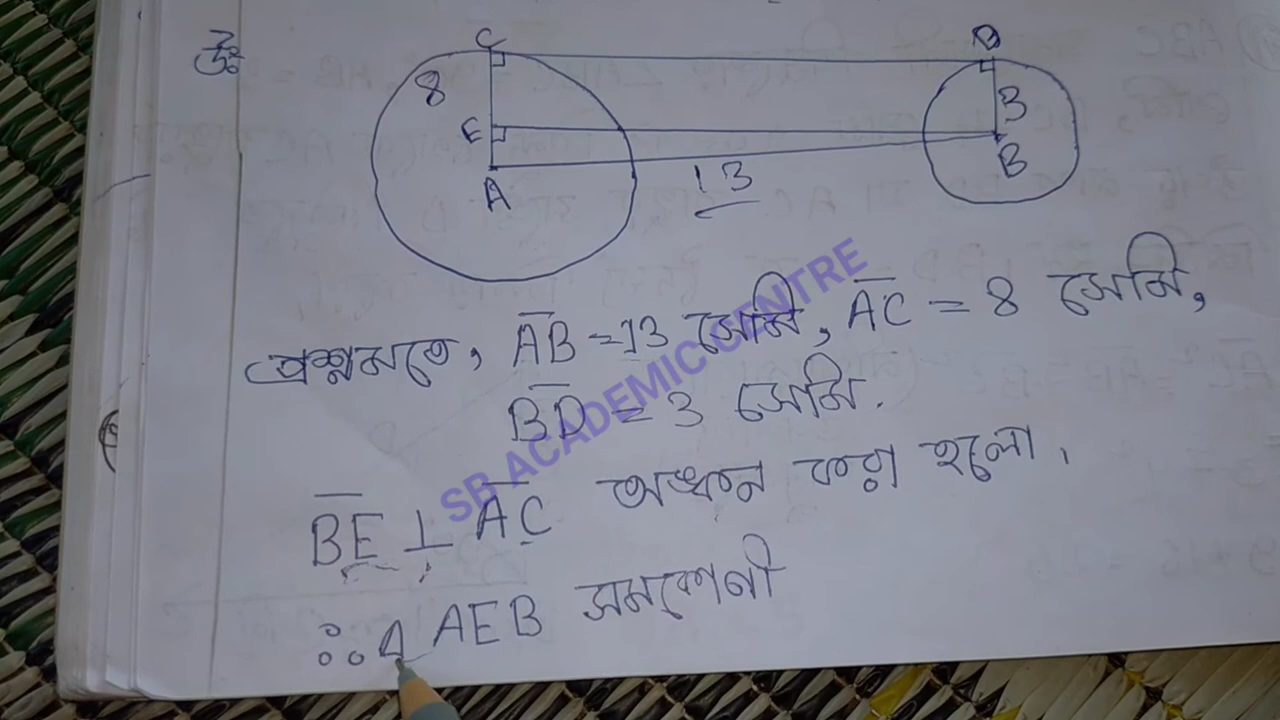 উঃ
C
D
8
3
E
A
B
13
প্রশ্নমতে, AB = 13 সেমি, AC = 8 সেমি,
BD = 3 সেমি.
BE ⊥ AC অঙ্কন করা হলো।
∴ Δ AEB সমকোণী
SB ACADEMIC CENTRE